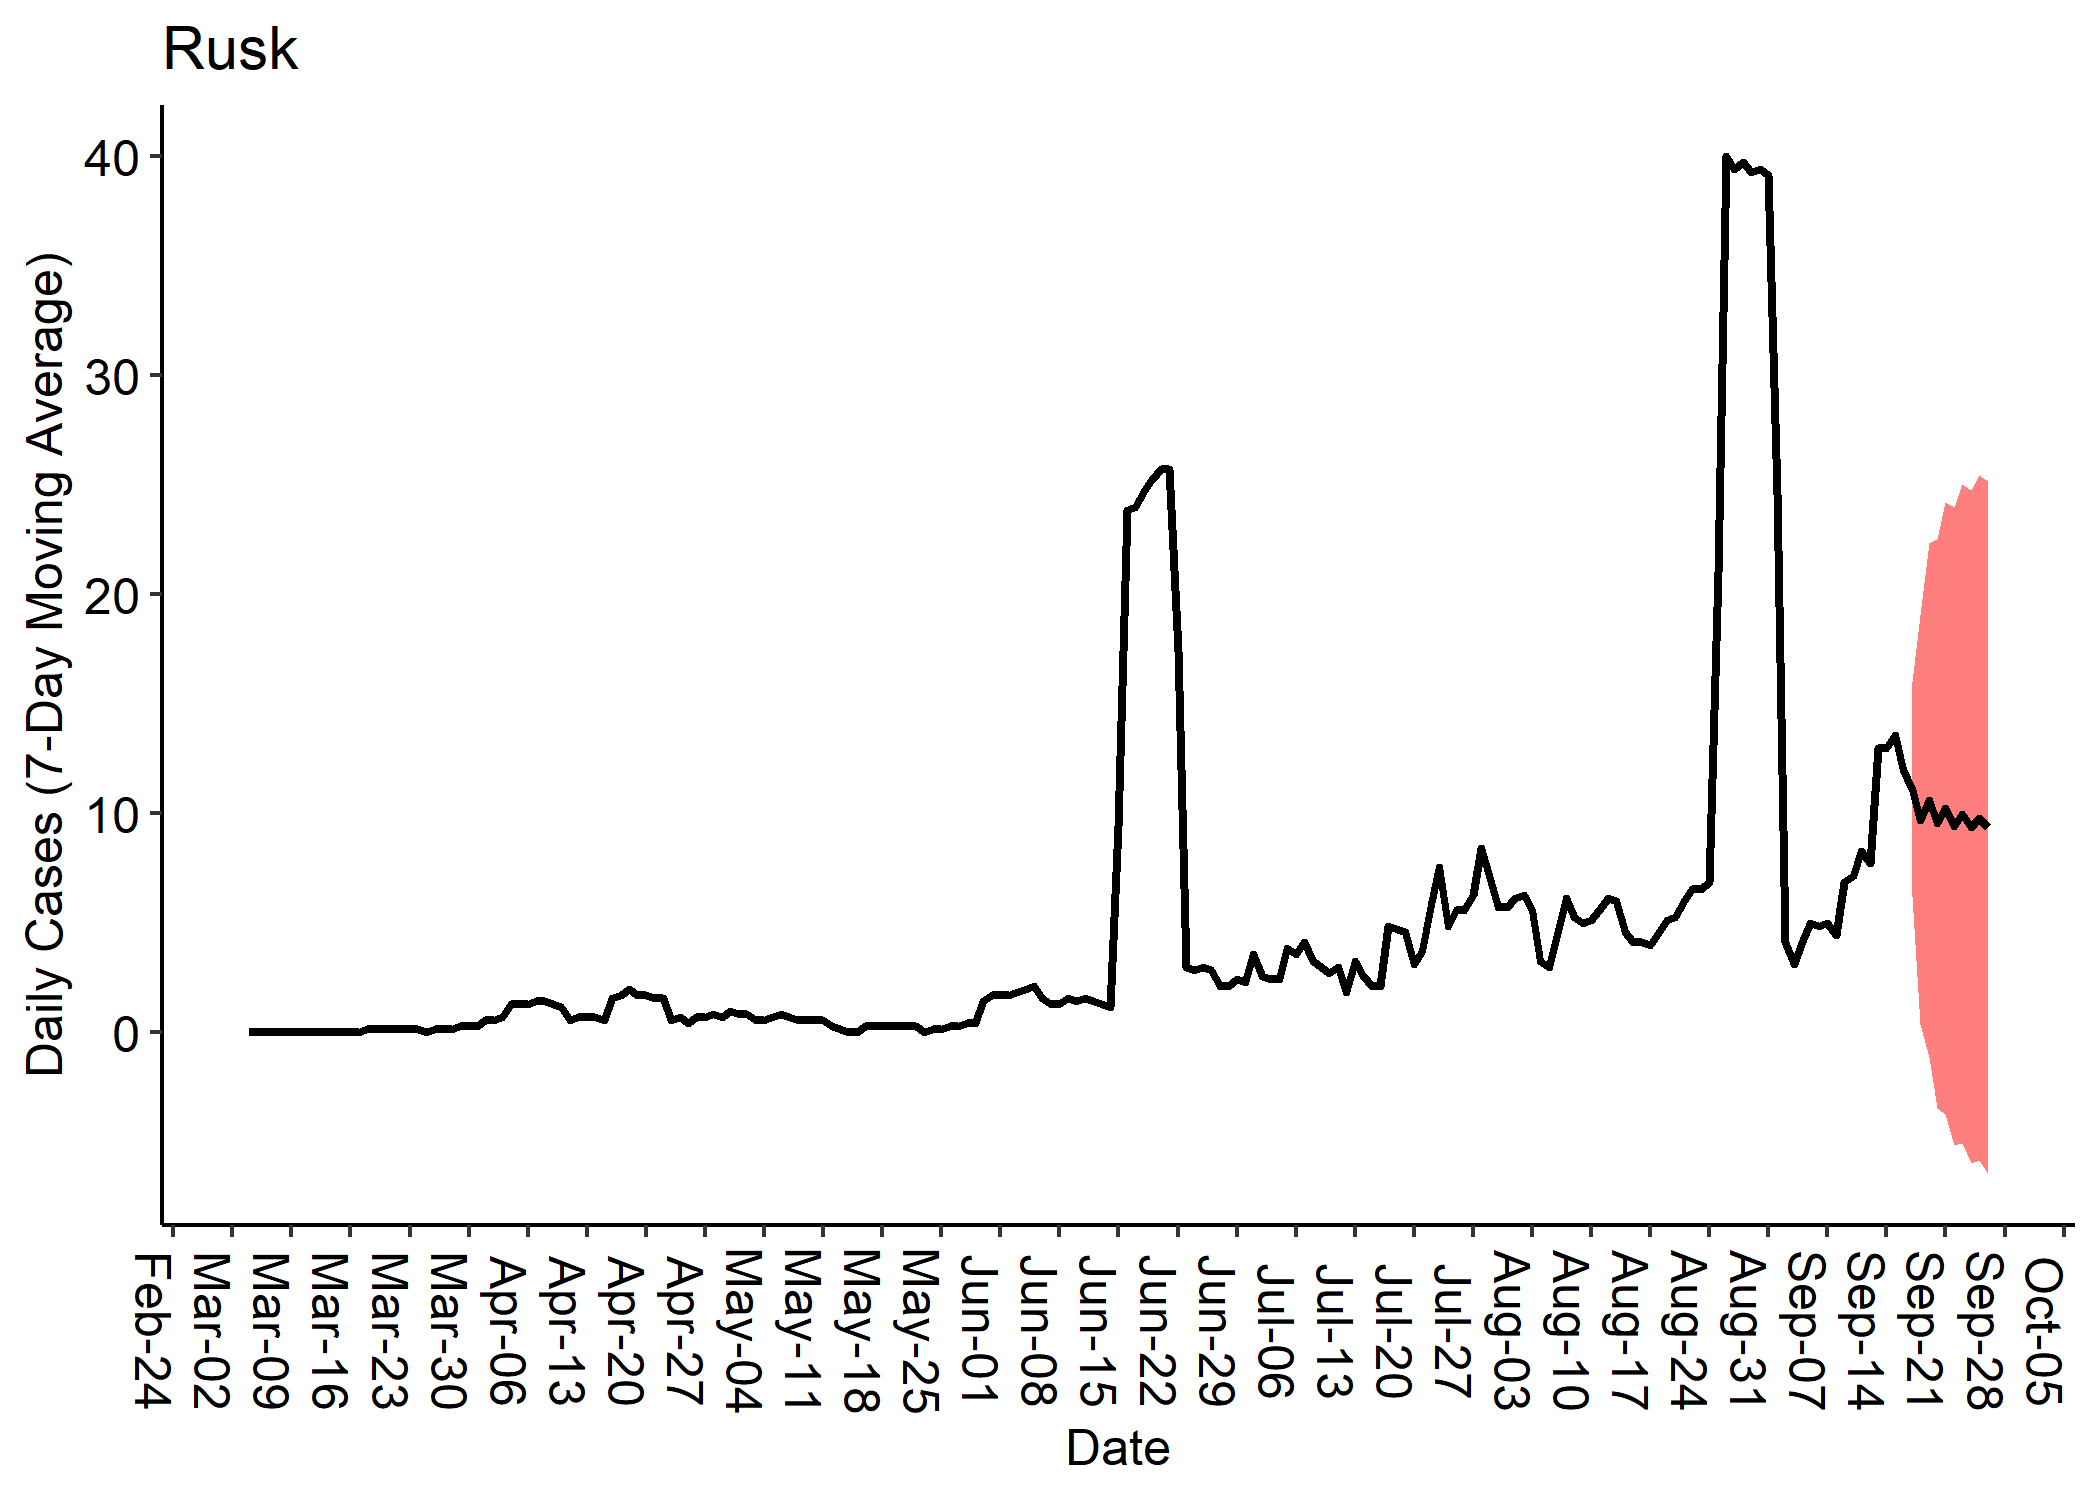 Rusk
Daily Cases (7-Day Moving Average)
40
30
20
10
0
Feb-24
Mar-02
Mar-09
Mar-16
Mar-23
Mar-30
Apr-06
Apr-13
Apr-20
Apr-27
May-04
May-11
May-18
May-25
Jun-01
Jun-08
Jun-15
Jun-22
Jun-29
Jul-06
Jul-13
Jul-20
Jul-27
Aug-03
Aug-10
Aug-17
Aug-24
Aug-31
Sep-07
Sep-14
Sep-21
Sep-28
Oct-05
Date